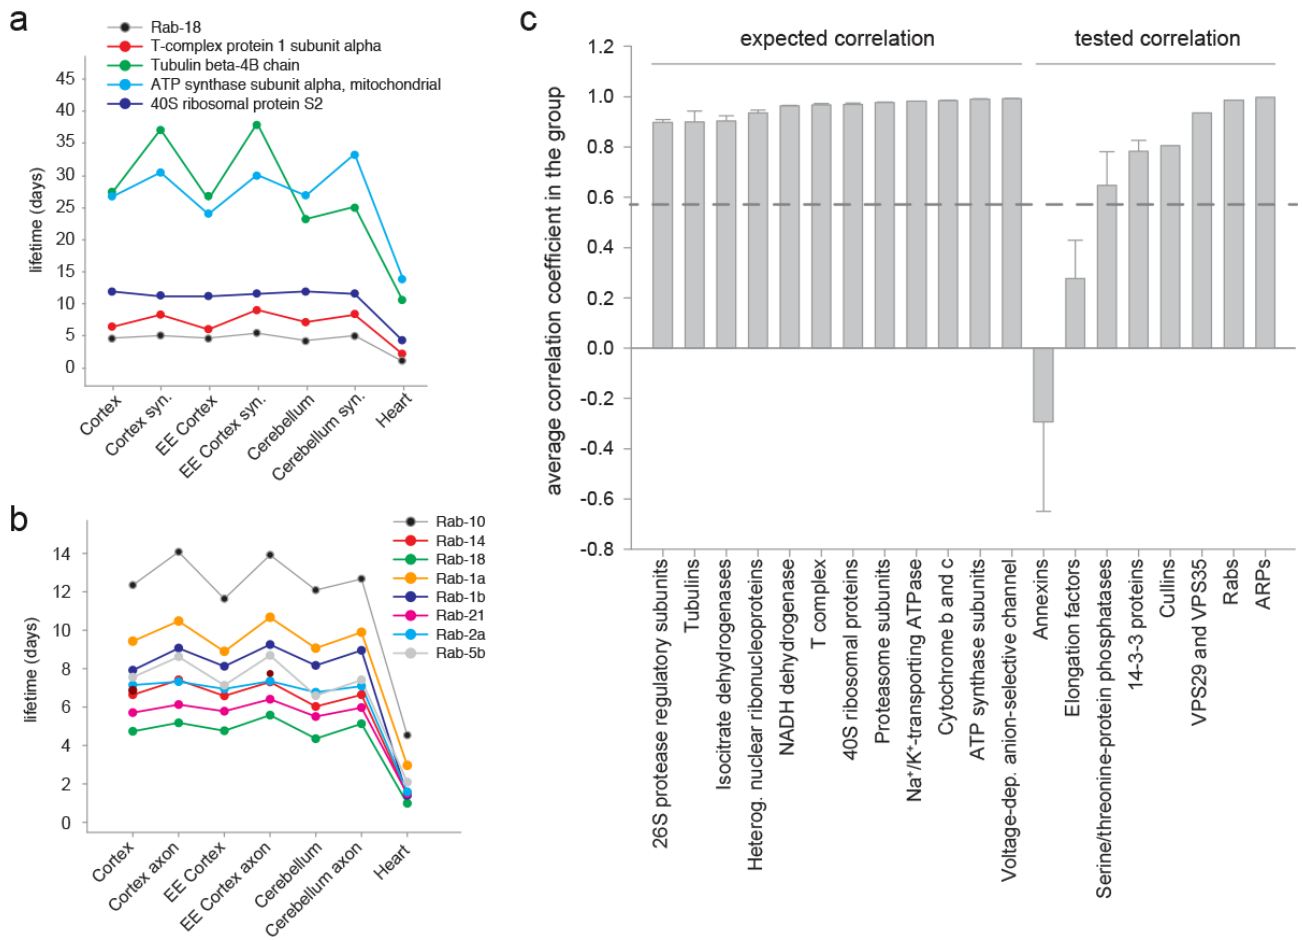 a
Rab-18
T-complex protein 1 subunit alpha
Tubulin beta-4B chain
ATP synthase subunit alpha, mitochondrial
40S ribosomal protein S2
lifetime (days)
45
40
35
30
25
20
15
10
5
0
Cortex
Cortex syn.
EE Cortex
EE Cortex syn.
Cerebellum
Cerebellum syn.
Heart
b
Rab-10
Rab-14
Rab-18
Rab-1a
Rab-1b
Rab-21
Rab-2a
Rab-5b
lifetime (days)
14
12
10
8
6
4
2
0
Cortex
Cortex axon
EE Cortex
EE Cortex axon
Cerebellum
Cerebellum axon
Heart
c
expected correlation
tested correlation
average correlation coefficient in the group
1.2
1.0
0.8
0.6
0.4
0.2
0.0
-0.2
-0.4
-0.6
-0.8
26S protease regulatory subunits
Tubulins
Isocitrate dehydrogenases
Heterog. nuclear ribonucleoproteins
NADH dehydrogenase
T complex
40S ribosomal proteins
Proteasome subunits
Na⁺/K⁺-transporting ATPase
Cytochrome b and c
ATP synthase subunits
Voltage-dep. anion-selective channel
Annexins
Elongation factors
Serine/threonine-protein phosphatases
14-3-3 proteins
Cullins
VPS29 and VPS35
Rabs
ARPs